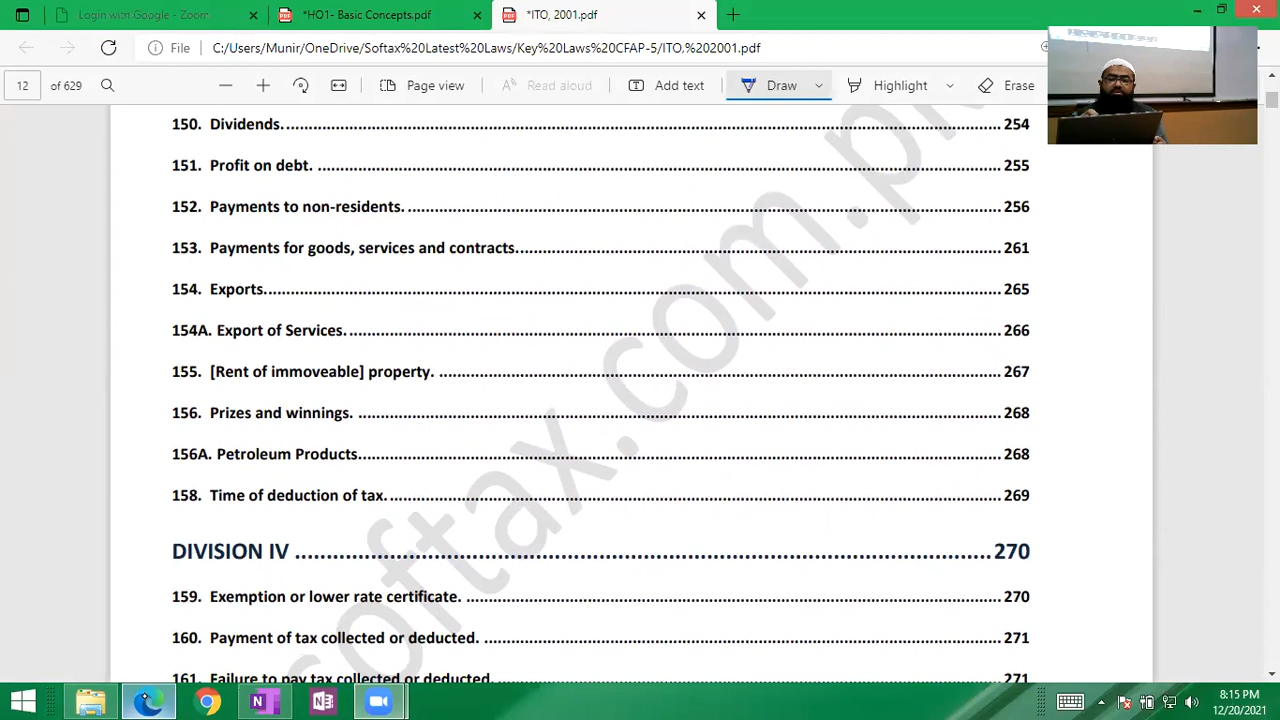 Login with Google - Zoom
*HO1- Basic Concepts.pdf
*ITO, 2001.pdf
File
C:/Users/Munir/OneDrive/Softax%20-%20Best%20Laws/Key%20Laws%20CFAP-5/ITO,%202001.pdf
12 of 629
Page view
Read aloud
Add text
Draw
Highlight
Erase
150. Dividends. 254
151. Profit on debt. 255
152. Payments to non-residents. 256
153. Payments for goods, services and contracts. 261
154. Exports. 265
154A. Export of Services. 266
155. [Rent of immoveable] property. 267
156. Prizes and winnings. 268
156A. Petroleum Products. 268
158. Time of deduction of tax. 269
DIVISION IV 270
159. Exemption or lower rate certificate. 270
160. Payment of tax collected or deducted. 271
161. Failure to pay tax collected or deducted. 271
softax.com.p
8:15 PM
12/20/2021